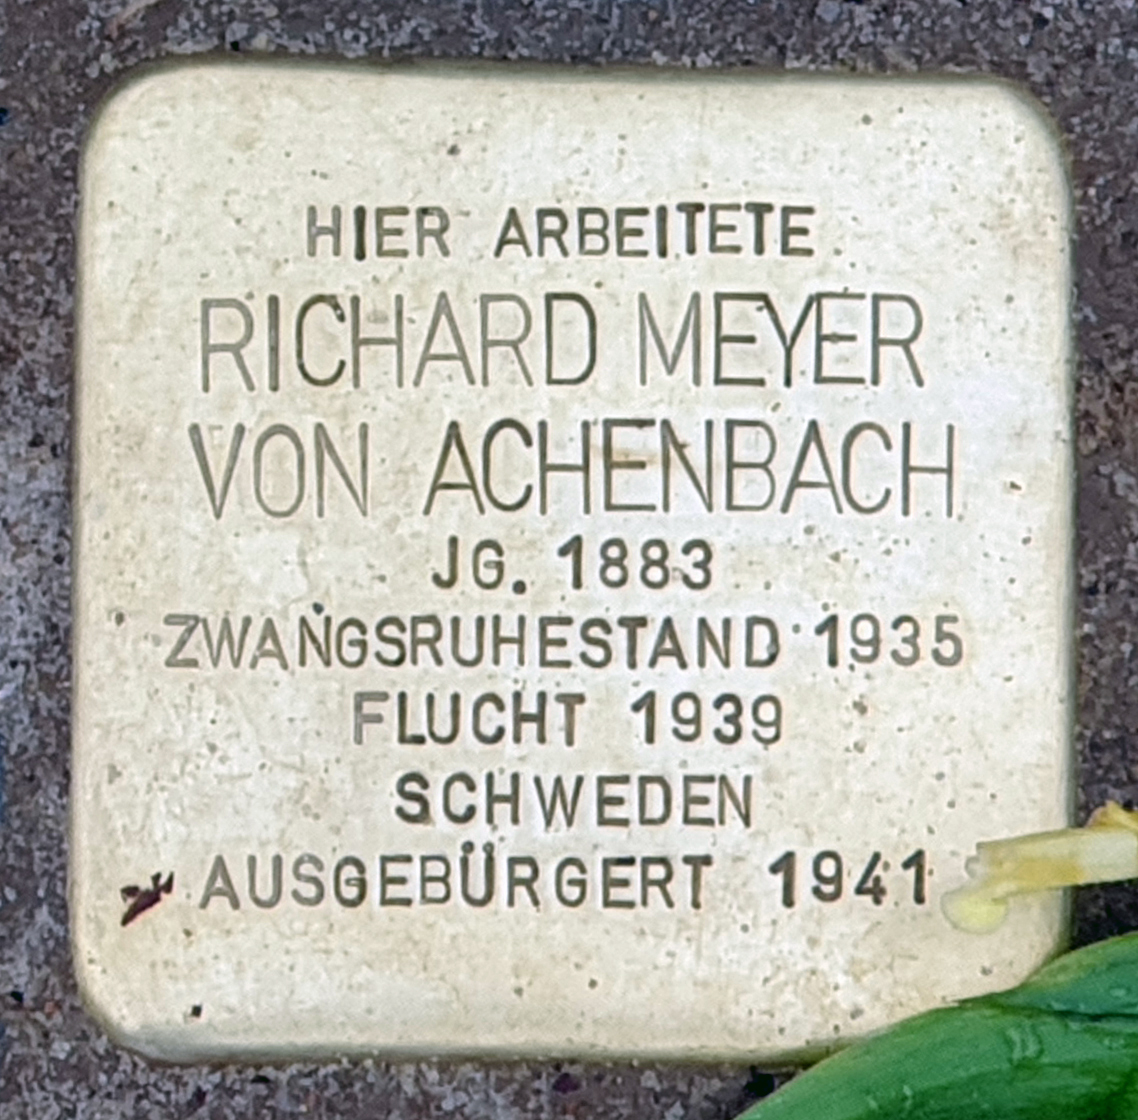 HIER ARBEITETE
RICHARD MEYER
VON ACHENBACH
JG. 1883
ZWANGSRUHESTAND 1935
FLUCHT 1939
SCHWEDEN
AUSGEBÜRGERT 1941